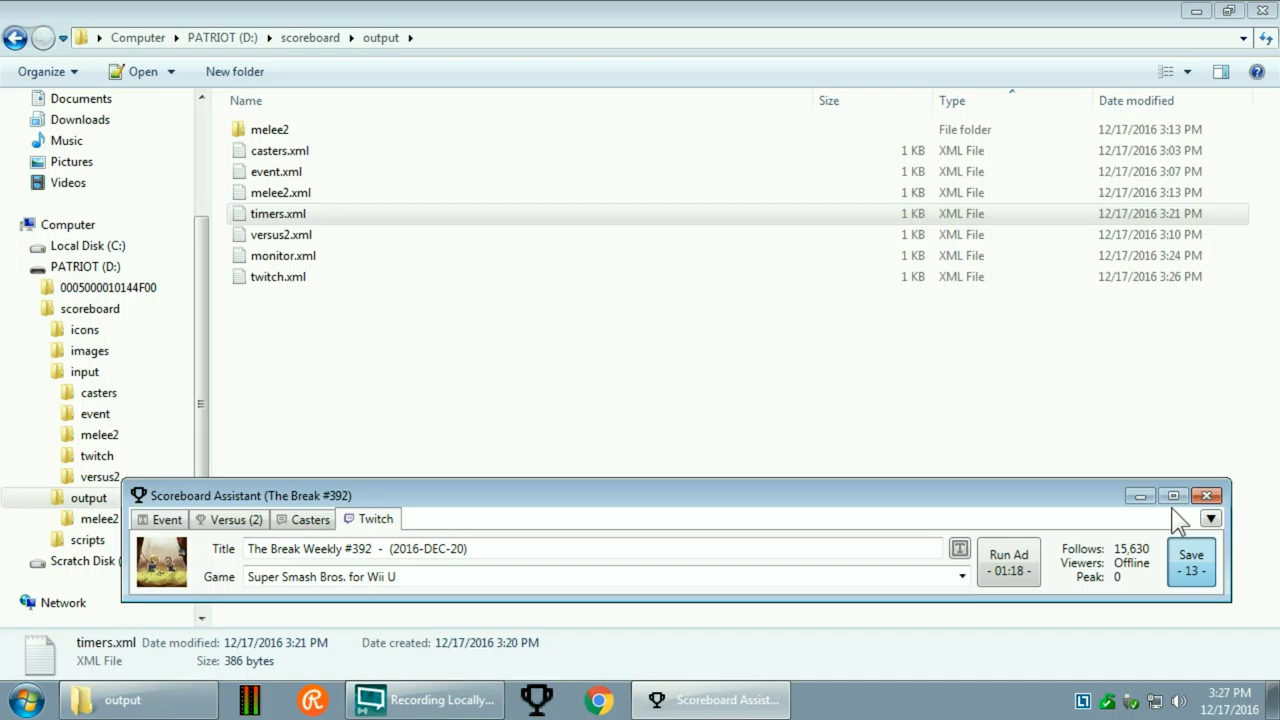 Computer ▸ PATRIOT (D:) ▸ scoreboard ▸ output ▸
Organize Open New folder
Name Size Type Date modified
Documents
Downloads
Music
Pictures
Videos
Computer
Local Disk (C:)
PATRIOT (D:)
0005000010144F00
scoreboard
icons
images
input
casters
event
melee2
twitch
versus2
output
melee2
scripts
Scratch Disk (
Network
melee2 File folder 12/17/2016 3:13 PM
casters.xml 1 KB XML File 12/17/2016 3:03 PM
event.xml 1 KB XML File 12/17/2016 3:07 PM
melee2.xml 1 KB XML File 12/17/2016 3:13 PM
timers.xml 1 KB XML File 12/17/2016 3:21 PM
versus2.xml 1 KB XML File 12/17/2016 3:10 PM
monitor.xml 1 KB XML File 12/17/2016 3:24 PM
twitch.xml 1 KB XML File 12/17/2016 3:26 PM
Scoreboard Assistant (The Break #392)
Event Versus (2) Casters Twitch
Title The Break Weekly #392 - (2016-DEC-20)
Game Super Smash Bros. for Wii U
Run Ad
- 01:18 -
Follows: 15,630
Viewers: Offline
Peak: 0
Save
- 13 -
timers.xml Date modified: 12/17/2016 3:21 PM Date created: 12/17/2016 3:20 PM
XML File Size: 386 bytes
output Recording Locally... Scoreboard Assist...
3:27 PM
12/17/2016